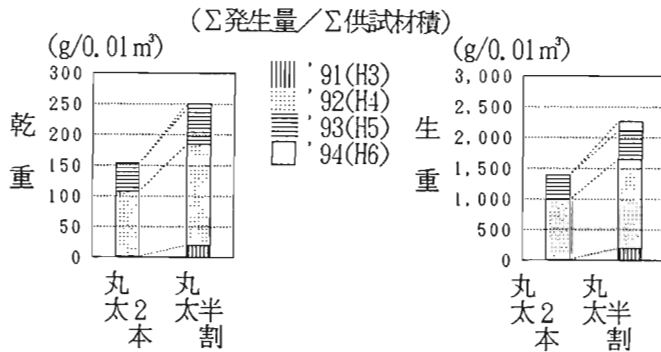 (Σ発生量／Σ供試材積)
(g/0.01㎥)
300
250
200
150
100
50
0
乾重
丸太2本
丸太半割
'91(H3)
'92(H4)
'93(H5)
'94(H6)
(g/0.01㎥)
3,000
2,500
2,000
1,500
1,000
500
0
生重
丸太2本
丸太半割